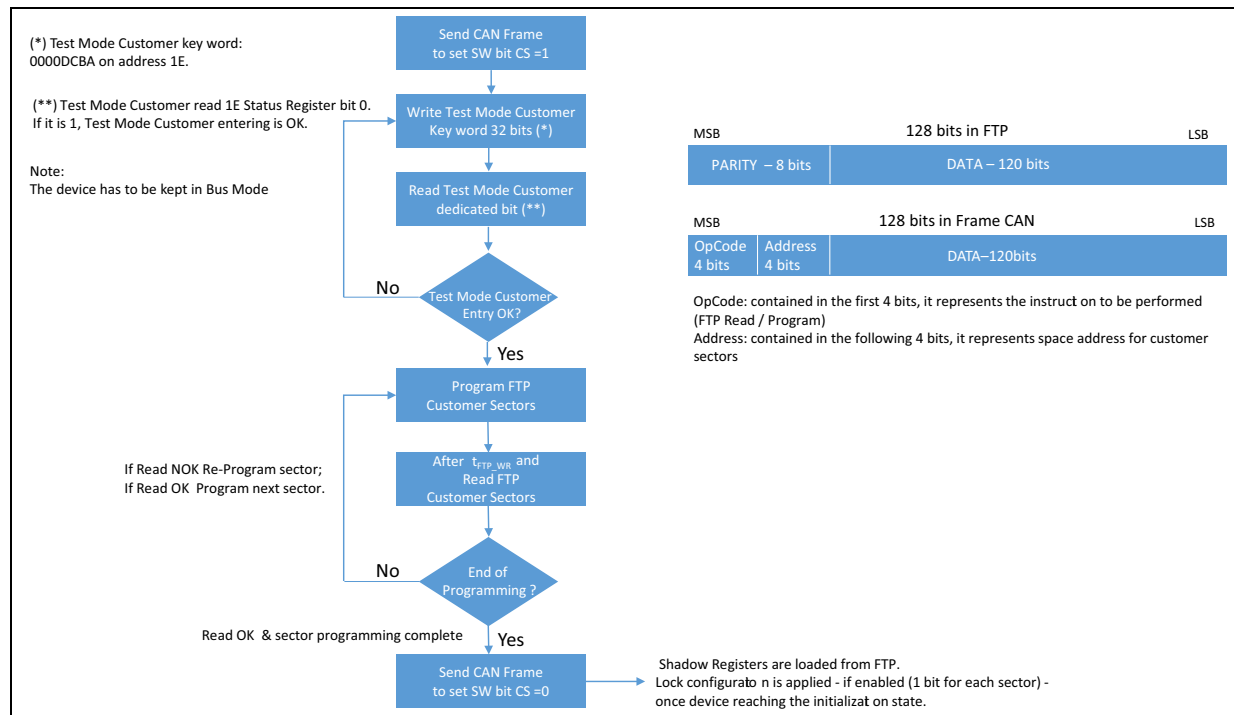 (*) Test Mode Customer key word:
0000DCBA on address 1E.
(**) Test Mode Customer read 1E Status Register bit 0.
If it is 1, Test Mode Customer entering is OK.
Note:
The device has to be kept in Bus Mode
Send CAN Frame
to set SW bit CS =1
Write Test Mode Customer
Key word 32 bits (*)
Read Test Mode Customer
dedicated bit (**)
No
Test Mode Customer
Entry OK?
Yes
Program FTP
Customer Sectors
If Read NOK Re-Program sector;
If Read OK Program next sector.
After tFTP_WR and
Read FTP
Customer Sectors
No
End of
Programming ?
Read OK & sector programming complete
Yes
Send CAN Frame
to set SW bit CS =0
Shadow Registers are loaded from FTP.
Lock configurato n is applied - if enabled (1 bit for each sector) -
once device reaching the initializat on state.
MSB 128 bits in FTP LSB
PARITY – 8 bits DATA – 120 bits
MSB 128 bits in Frame CAN LSB
OpCode Address
4 bits 4 bits DATA–120bits
OpCode: contained in the first 4 bits, it represents the instruct on to be performed
(FTP Read / Program)
Address: contained in the following 4 bits, it represents space address for customer
sectors